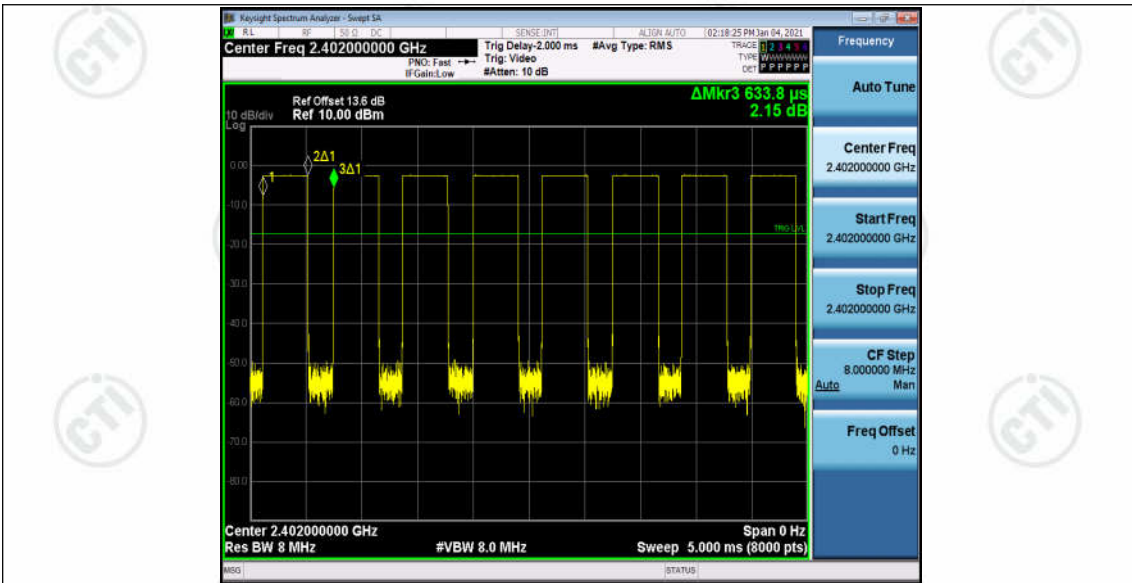 Keysight Spectrum Analyzer - Swept SA
RL RF 50 Ω DC SENSE:INT ALIGN AUTO 02:18:25 PM Jan 04, 2021
Center Freq 2.402000000 GHz
PNO: Fast
IFGain:Low
Trig Delay-2.000 ms
Trig: Video
#Atten: 10 dB
#Avg Type: RMS
TRACE 1 2 3 4 5 6
TYPE WWWWWW
DET P P P P P P
Frequency
ΔMkr3 633.8 µs
2.15 dB
Ref Offset 13.6 dB
10 dB/div Ref 10.00 dBm
Log
0.00
-10.0
-20.0
-30.0
-40.0
-50.0
-60.0
-70.0
-80.0
1
2Δ1
3Δ1
TRIG LVL
Center 2.402000000 GHz Span 0 Hz
Res BW 8 MHz #VBW 8.0 MHz Sweep 5.000 ms (8000 pts)
MSG STATUS
Auto Tune
Center Freq
2.402000000 GHz
Start Freq
2.402000000 GHz
Stop Freq
2.402000000 GHz
CF Step
8.000000 MHz
Auto Man
Freq Offset
0 Hz
CTI
CTI
CTI
CTI